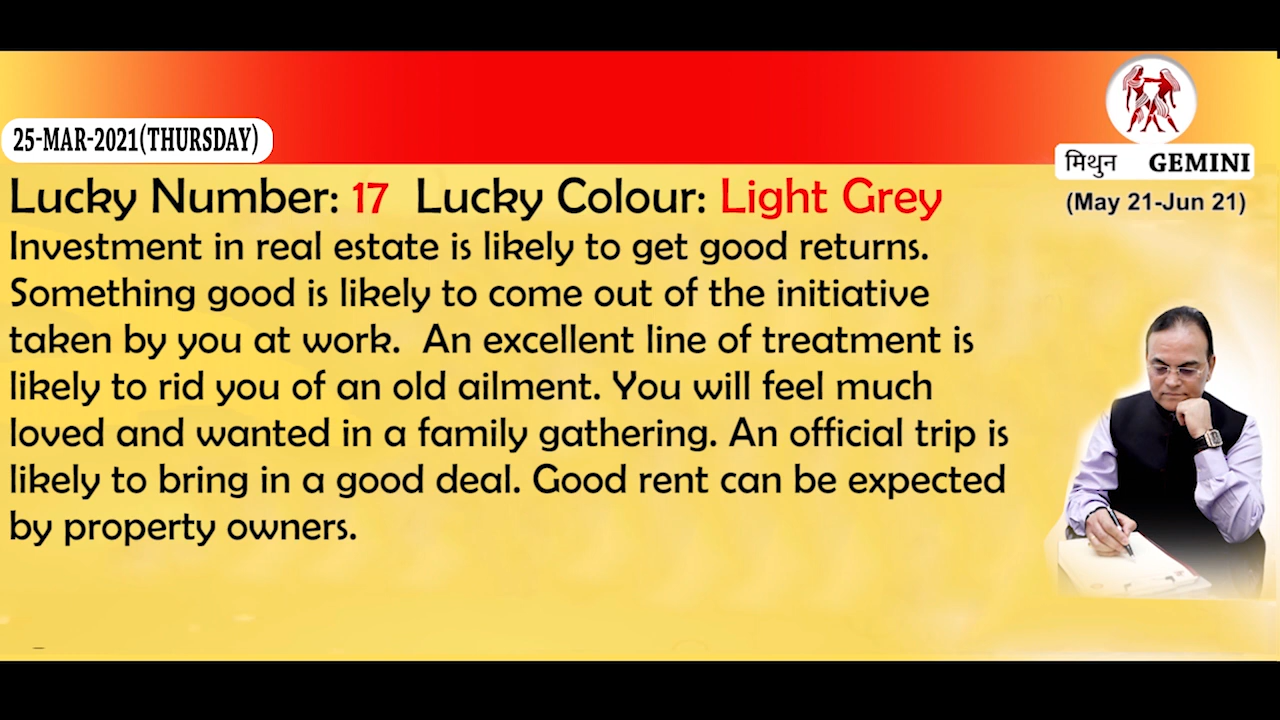 25-MAR-2021(THURSDAY)
मिथुन GEMINI
(May 21-Jun 21)
Lucky Number: 17 Lucky Colour: Light Grey
Investment in real estate is likely to get good returns.
Something good is likely to come out of the initiative
taken by you at work. An excellent line of treatment is
likely to rid you of an old ailment. You will feel much
loved and wanted in a family gathering. An official trip is
likely to bring in a good deal. Good rent can be expected
by property owners.